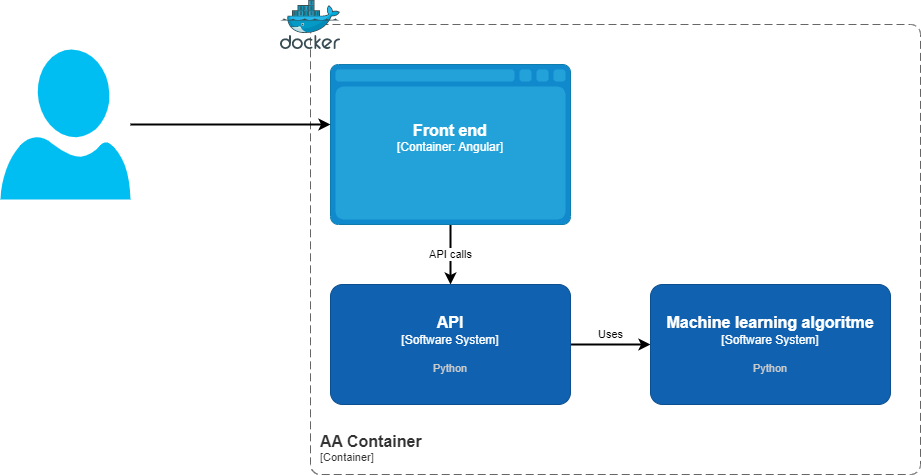 docker
Front end
[Container: Angular]
API calls
API
[Software System]
Python
Uses
Machine learning algoritme
[Software System]
Python
AA Container
[Container]